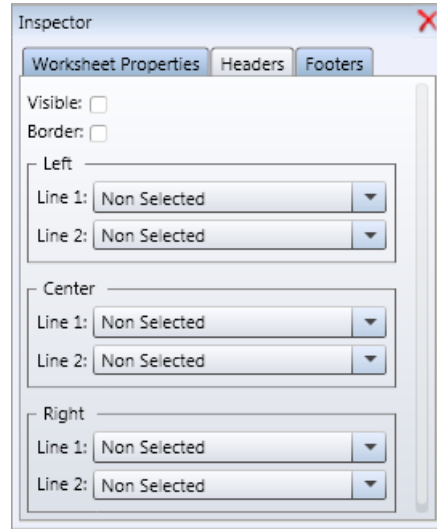 Inspector
Worksheet Properties Headers Footers
Visible:
Border:
Left
Line 1: Non Selected
Line 2: Non Selected
Center
Line 1: Non Selected
Line 2: Non Selected
Right
Line 1: Non Selected
Line 2: Non Selected